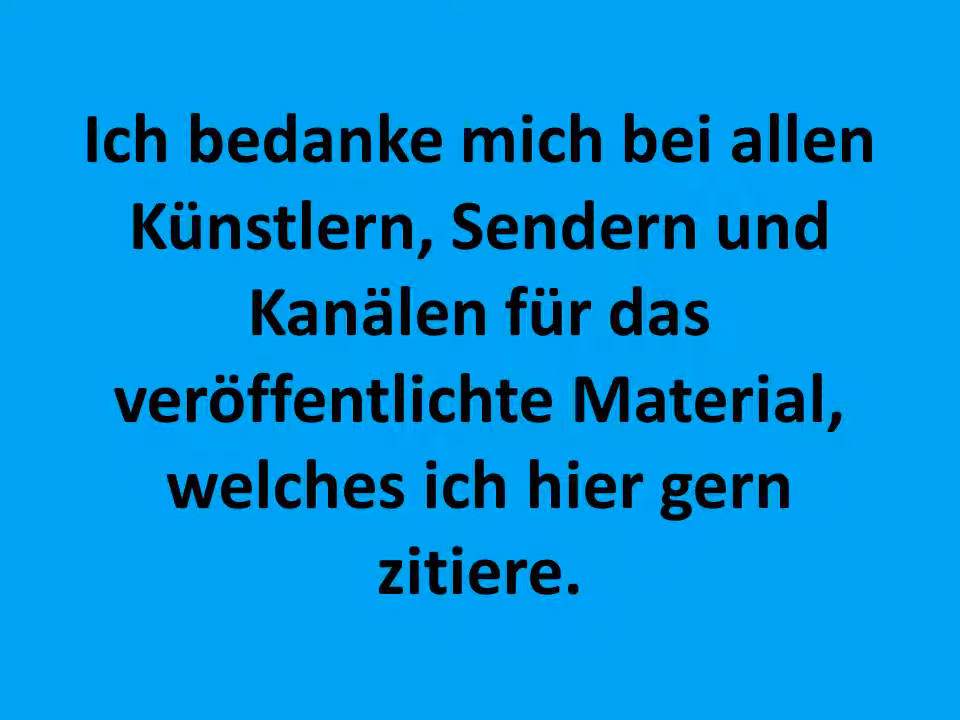 Ich bedanke mich bei allen
Künstlern, Sendern und
Kanälen für das
veröffentlichte Material,
welches ich hier gern
zitiere.